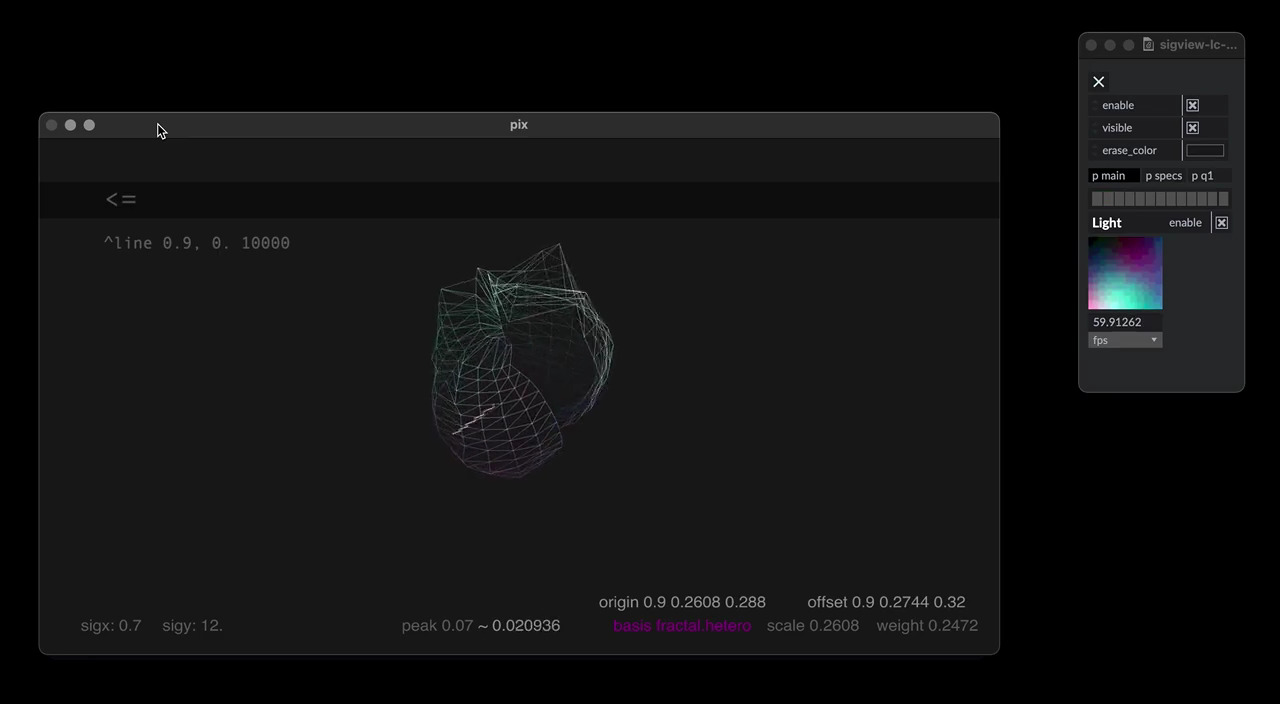 pix
<=
^line 0.9, 0. 10000
origin 0.9 0.2608 0.288 offset 0.9 0.2744 0.32
sigx: 0.7 sigy: 12. peak 0.07 ~ 0.020936 basis fractal.hetero scale 0.2608 weight 0.2472
sigview-lc-...
enable
visible
erase_color
p main p specs p q1
Light enable
59.91262
fps